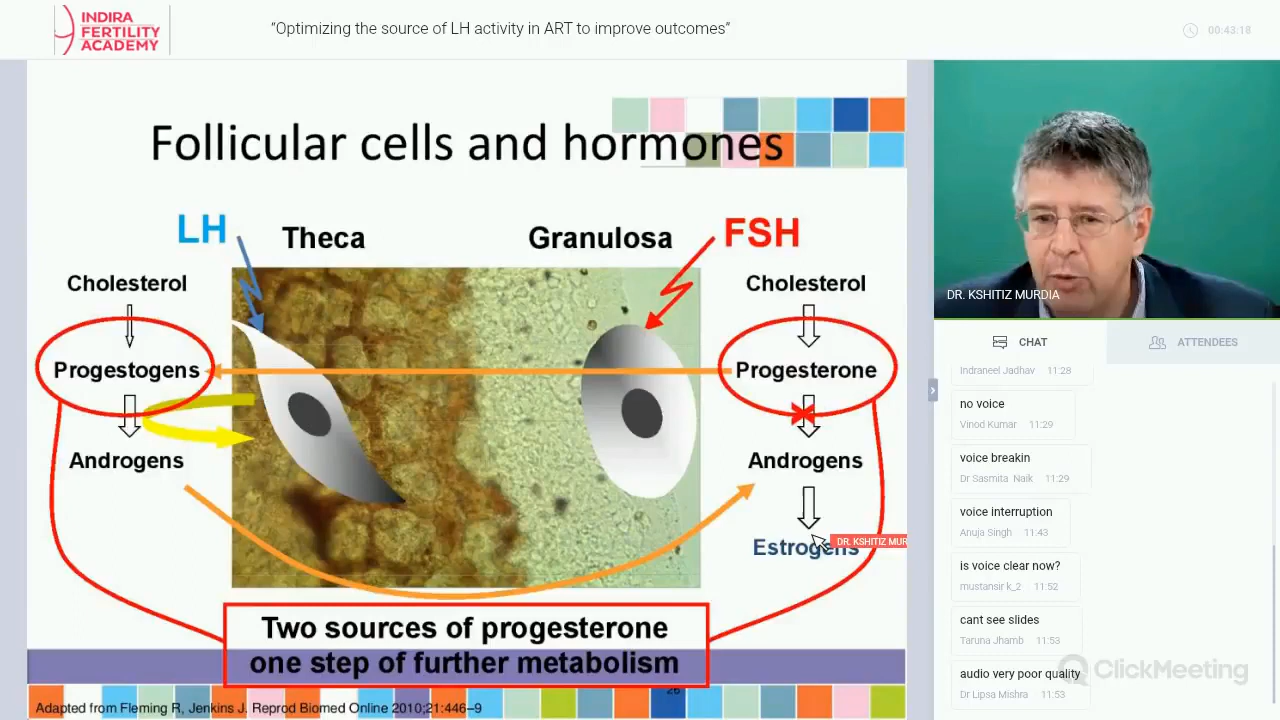 INDIRA
FERTILITY
ACADEMY
“Optimizing the source of LH activity in ART to improve outcomes”
00:43:18
Follicular cells and hormones
LH
Theca
Granulosa
FSH
Cholesterol
Cholesterol
Progestogens
Progesterone
Androgens
Androgens
Estrogens
DR. KSHITIZ MUR
Two sources of progesterone
one step of further metabolism
26
Adapted from Fleming R, Jenkins J. Reprod Biomed Online 2010;21:446–9
DR. KSHITIZ MURDIA
CHAT
ATTENDEES
Indraneel Jadhav 11:28
no voice
Vinod Kumar 11:29
voice breakin
Dr Sasmita Naik 11:29
voice interruption
Anuja Singh 11:43
is voice clear now?
mustansir k_2 11:52
cant see slides
Taruna Jhamb 11:53
audio very poor quality
Dr Lipsa Mishra 11:53
ClickMeeting